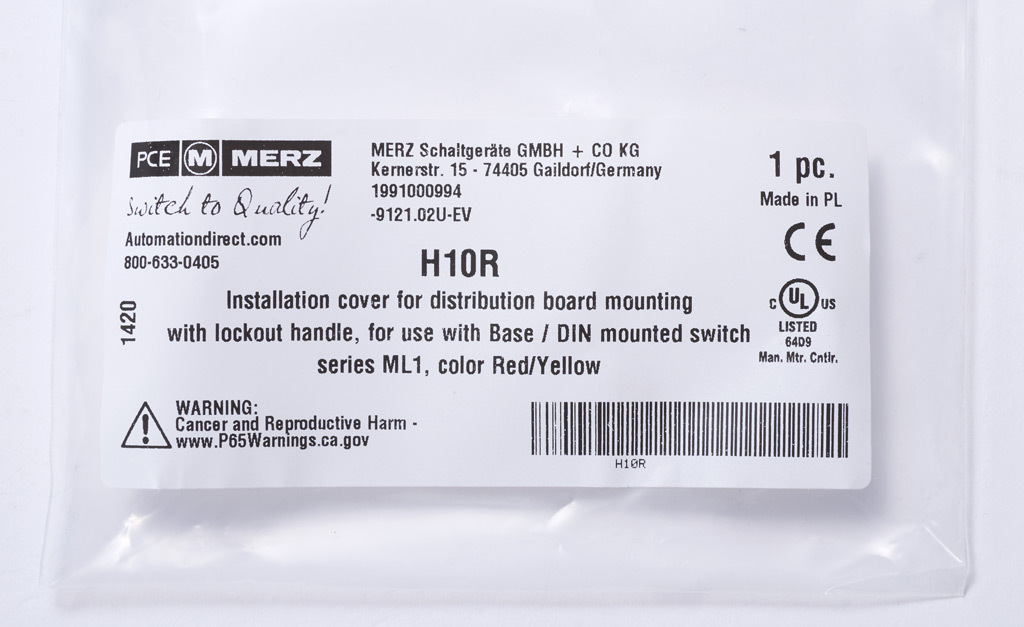 PCE M MERZ
Switch to Quality!
Automationdirect.com
800-633-0405
MERZ Schaltgeräte GMBH + CO KG
Kernerstr. 15 - 74405 Gaildorf/Germany
1991000994
-9121.02U-EV
1 pc.
Made in PL
CE
C UL US
LISTED
64D9
Man. Mtr. Cntlr.
H10R
Installation cover for distribution board mounting
with lockout handle, for use with Base / DIN mounted switch
series ML1, color Red/Yellow
1420
WARNING:
Cancer and Reproductive Harm -
www.P65Warnings.ca.gov
H10R